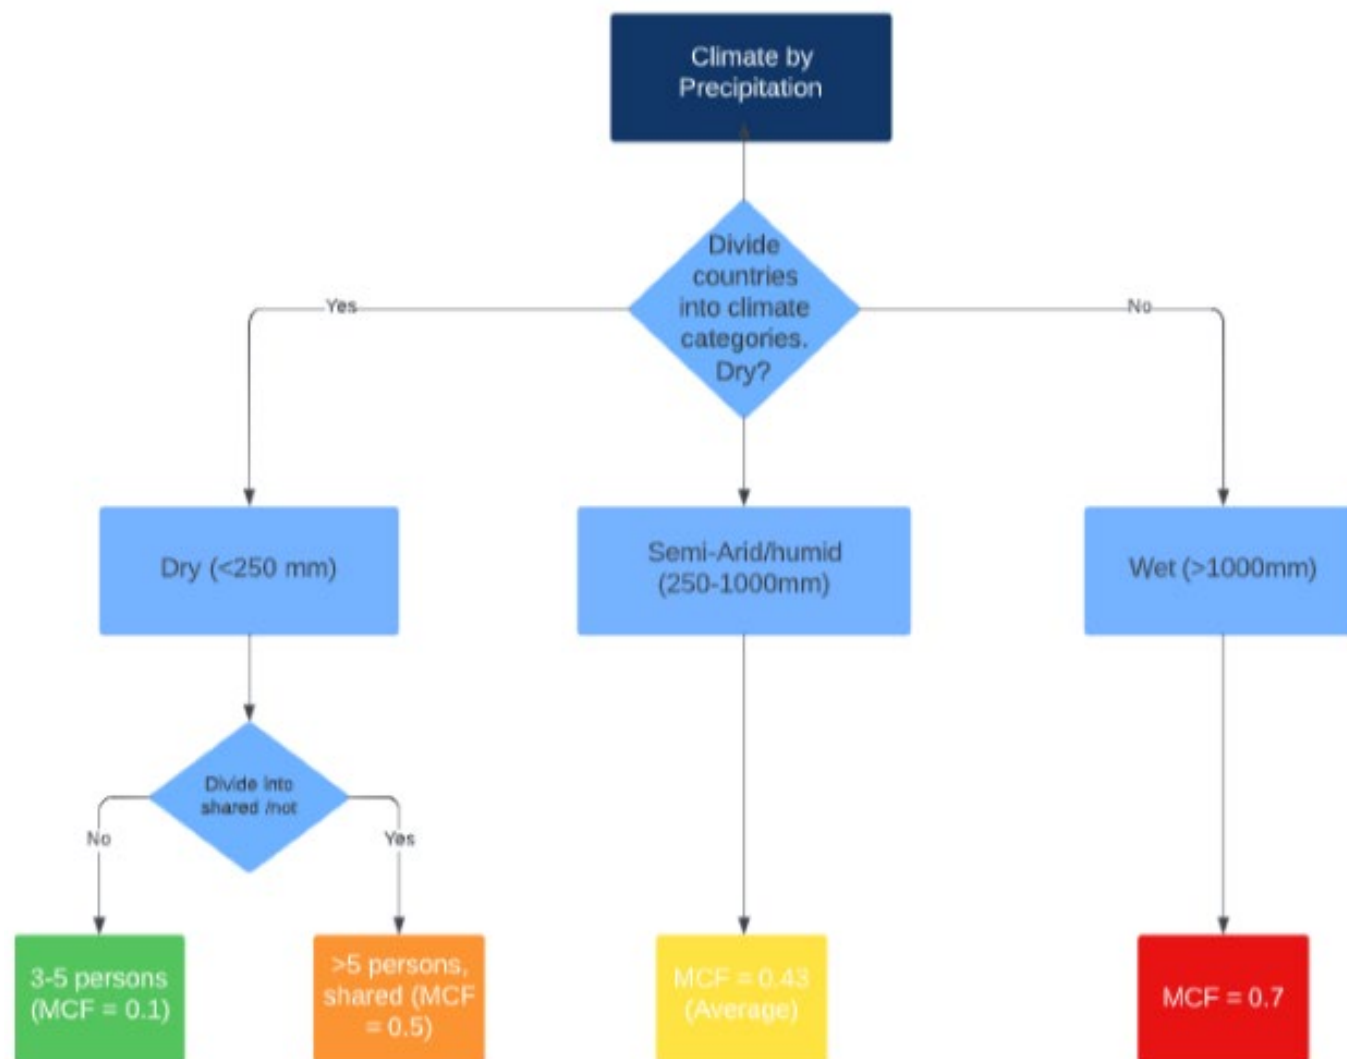 Climate by
Precipitation
Divide
countries
into climate
categories.
Dry?
Yes
No
Dry (<250 mm)
Semi-Arid/humid
(250-1000mm)
Wet (>1000mm)
Divide into
shared /not
No
Yes
3-5 persons
(MCF = 0.1)
>5 persons,
shared (MCF
= 0.5)
MCF = 0.43
(Average)
MCF = 0.7